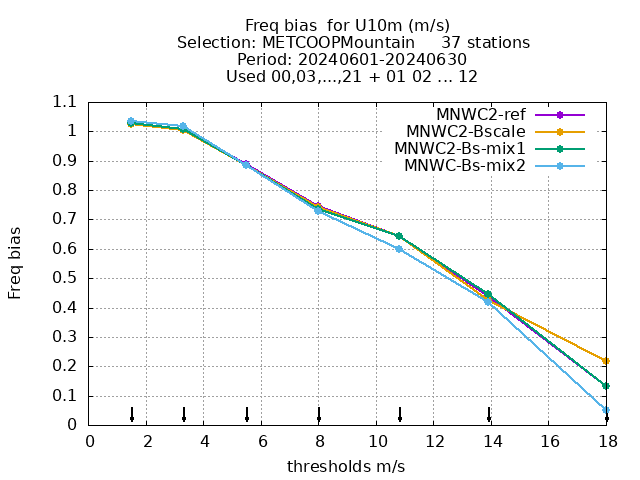 Freq bias  for U10m (m/s)
Selection: METCOOPMountain     37 stations
Period: 20240601-20240630
Used 00,03,...,21 + 01 02 ... 12
MNWC2-ref
MNWC2-Bscale
MNWC2-Bs-mix1
MNWC-Bs-mix2
1.1
1
0.9
0.8
0.7
0.6
0.5
0.4
0.3
0.2
0.1
0
Freq bias
0 2 4 6 8 10 12 14 16 18
thresholds m/s